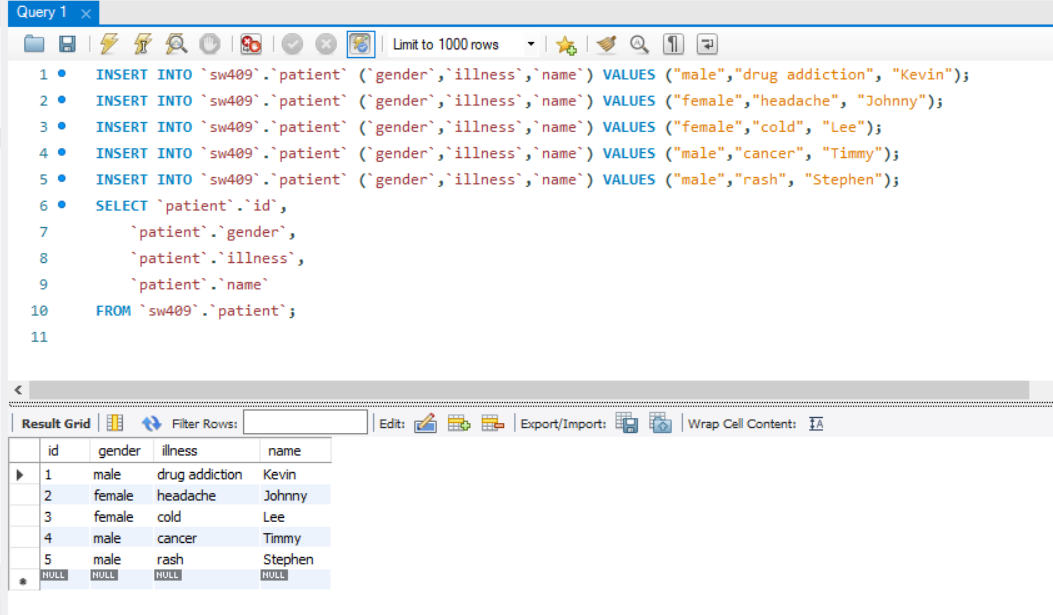 Query 1
Limit to 1000 rows
1 INSERT INTO `sw409`.`patient` (`gender`,`illness`,`name`) VALUES ("male","drug addiction", "Kevin");
2 INSERT INTO `sw409`.`patient` (`gender`,`illness`,`name`) VALUES ("female","headache", "Johnny");
3 INSERT INTO `sw409`.`patient` (`gender`,`illness`,`name`) VALUES ("female","cold", "Lee");
4 INSERT INTO `sw409`.`patient` (`gender`,`illness`,`name`) VALUES ("male","cancer", "Timmy");
5 INSERT INTO `sw409`.`patient` (`gender`,`illness`,`name`) VALUES ("male","rash", "Stephen");
6 SELECT `patient`.`id`,
7 `patient`.`gender`,
8 `patient`.`illness`,
9 `patient`.`name`
10 FROM `sw409`.`patient`;
11
Result Grid Filter Rows: Edit: Export/Import: Wrap Cell Content: IA
id gender illness name
1 male drug addiction Kevin
2 female headache Johnny
3 female cold Lee
4 male cancer Timmy
5 male rash Stephen
NULL NULL NULL NULL